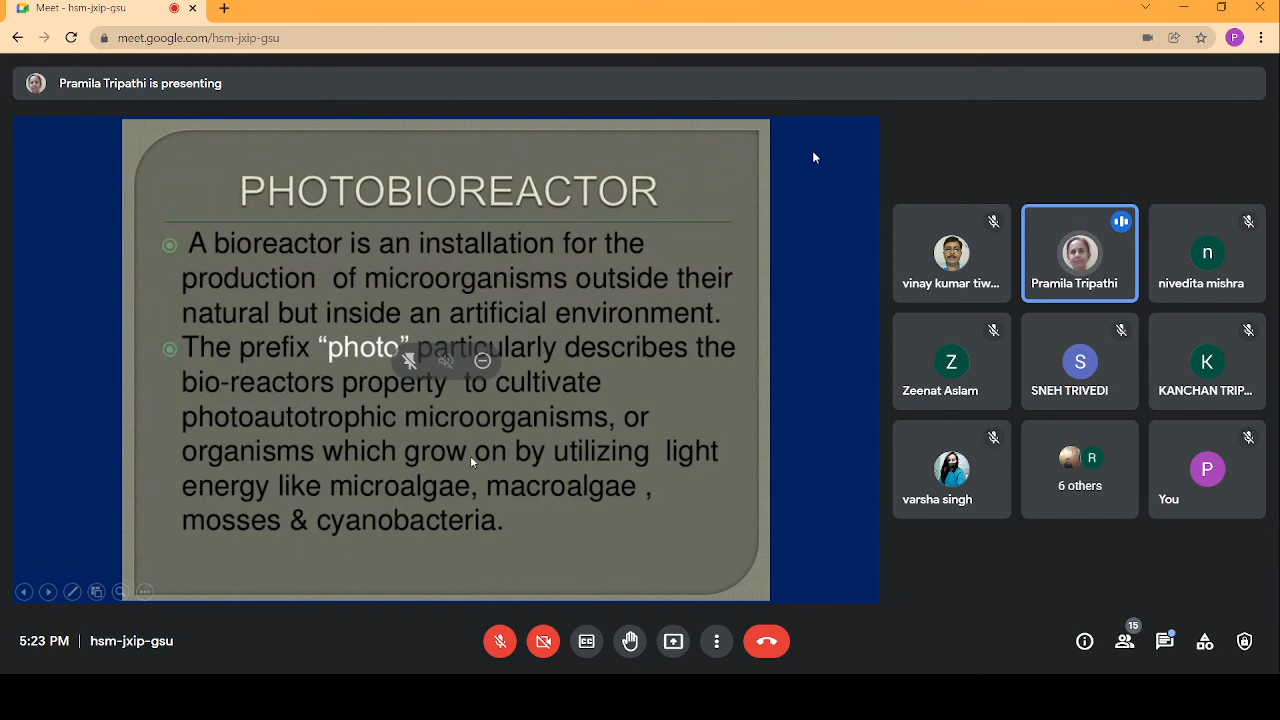 Meet - hsm-jxip-gsu
meet.google.com/hsm-jxip-gsu
P
Pramila Tripathi is presenting
PHOTOBIOREACTOR
A bioreactor is an installation for the
production of microorganisms outside their
natural but inside an artificial environment.
The prefix “photo” particularly describes the
bio-reactors property to cultivate
photoautotrophic microorganisms, or
organisms which grow on by utilizing light
energy like microalgae, macroalgae ,
mosses & cyanobacteria.
vinay kumar tiw...
Pramila Tripathi
n
nivedita mishra
Z
Zeenat Aslam
S
SNEH TRIVEDI
K
KANCHAN TRIP...
varsha singh
R
6 others
P
You
5:23 PM | hsm-jxip-gsu
CC
15